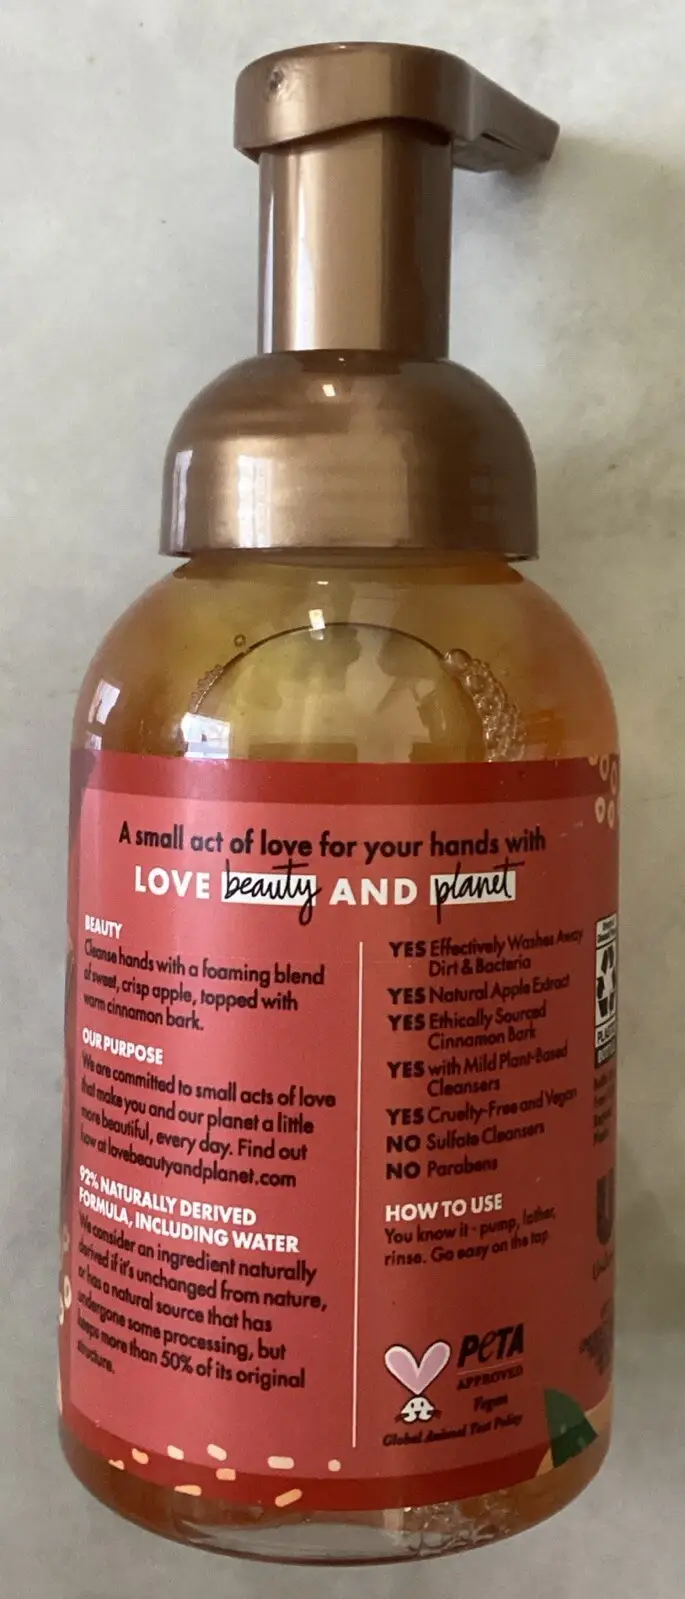 A small act of love for your hands with
LOVE beauty AND planet
BEAUTY
Cleanse hands with a foaming blend
of sweet, crisp apple, topped with
warm cinnamon bark.
OUR PURPOSE
We are committed to small acts of love
that make you and our planet a little
more beautiful, every day. Find out
how at lovebeautyandplanet.com
92% NATURALLY DERIVED
FORMULA, INCLUDING WATER
We consider an ingredient naturally
derived if it's unchanged from nature,
or has a natural source that has
undergone some processing, but
keeps more than 50% of its original
structure.
YES Effectively Washes Away
Dirt & Bacteria
YES Natural Apple Extract
YES Ethically Sourced
Cinnamon Bark
YES with Mild Plant-Based
Cleansers
YES Cruelty-Free and Vegan
NO Sulfate Cleansers
NO Parabens
HOW TO USE
You know it - pump, lather,
rinse. Go easy on the tap.
PETA
APPROVED
Vegan
Global Animal Test Policy